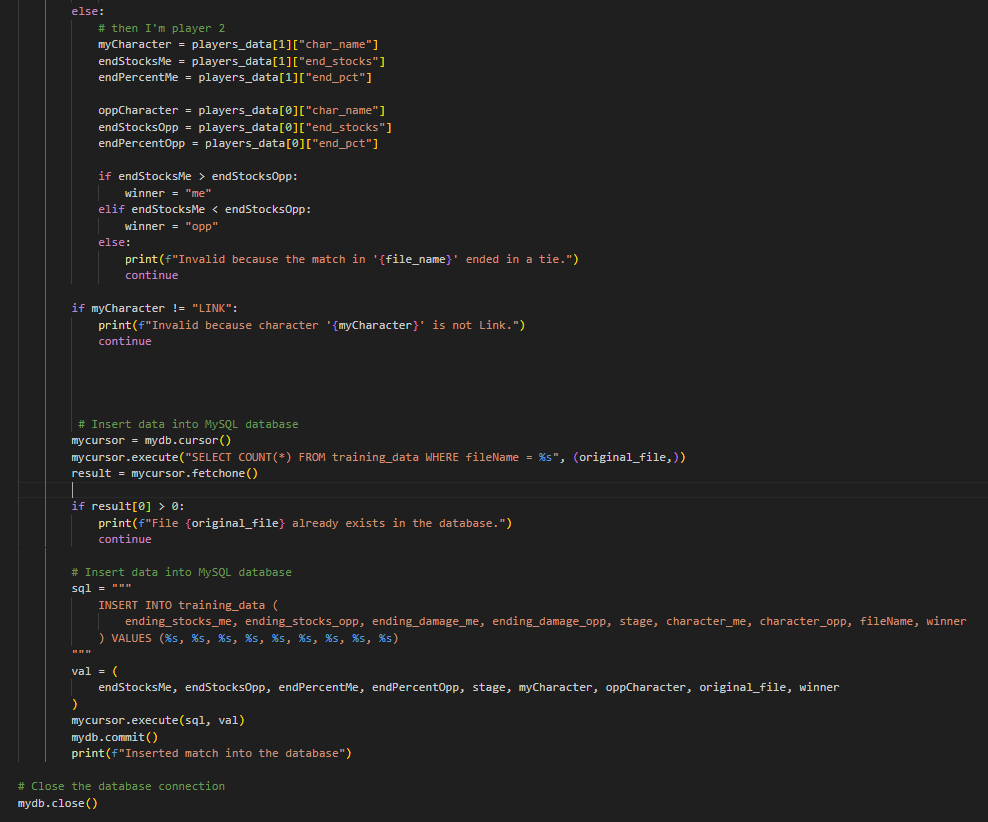 else:
# then I'm player 2
myCharacter = players_data[1]["char_name"]
endStocksMe = players_data[1]["end_stocks"]
endPercentMe = players_data[1]["end_pct"]
oppCharacter = players_data[0]["char_name"]
endStocksOpp = players_data[0]["end_stocks"]
endPercentOpp = players_data[0]["end_pct"]
if endStocksMe > endStocksOpp:
winner = "me"
elif endStocksMe < endStocksOpp:
winner = "opp"
else:
print(f"Invalid because the match in '{file_name}' ended in a tie.")
continue
if myCharacter != "LINK":
print(f"Invalid because character '{myCharacter}' is not Link.")
continue
# Insert data into MySQL database
mycursor = mydb.cursor()
mycursor.execute("SELECT COUNT(*) FROM training_data WHERE fileName = %s", (original_file,))
result = mycursor.fetchone()
if result[0] > 0:
print(f"File {original_file} already exists in the database.")
continue
# Insert data into MySQL database
sql = """
INSERT INTO training_data (
ending_stocks_me, ending_stocks_opp, ending_damage_me, ending_damage_opp, stage, character_me, character_opp, fileName, winner
) VALUES (%s, %s, %s, %s, %s, %s, %s, %s, %s)
"""
val = (
endStocksMe, endStocksOpp, endPercentMe, endPercentOpp, stage, myCharacter, oppCharacter, original_file, winner
)
mycursor.execute(sql, val)
mydb.commit()
print(f"Inserted match into the database")
# Close the database connection
mydb.close()